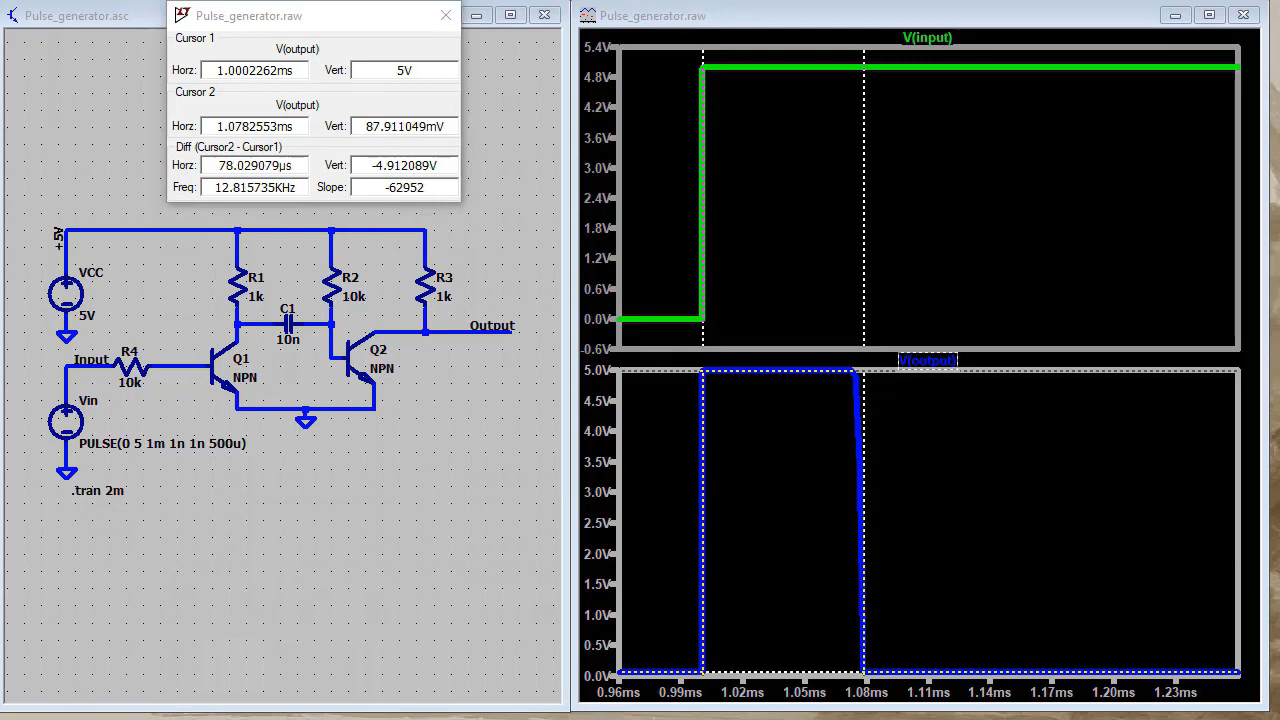 Pulse_generator.asc
Pulse_generator.raw
Cursor 1
V(output)
Horz: 1.0002262ms Vert: 5V
Cursor 2
V(output)
Horz: 1.0782553ms Vert: 87.911049mV
Diff (Cursor2 - Cursor1)
Horz: 78.029079µs Vert: -4.912089V
Freq: 12.815735KHz Slope: -62952
+5V
VCC
5V
R1
1k
R2
10k
R3
1k
C1
10n
Output
Input
R4
10k
Q1
NPN
Q2
NPN
Vin
PULSE(0 5 1m 1n 1n 500u)
.tran 2m
Pulse_generator.raw
V(input)
5.4V
4.8V
4.2V
3.6V
3.0V
2.4V
1.8V
1.2V
0.6V
0.0V
-0.6V
V(output)
5.0V
4.5V
4.0V
3.5V
3.0V
2.5V
2.0V
1.5V
1.0V
0.5V
0.0V
0.96ms 0.99ms 1.02ms 1.05ms 1.08ms 1.11ms 1.14ms 1.17ms 1.20ms 1.23ms